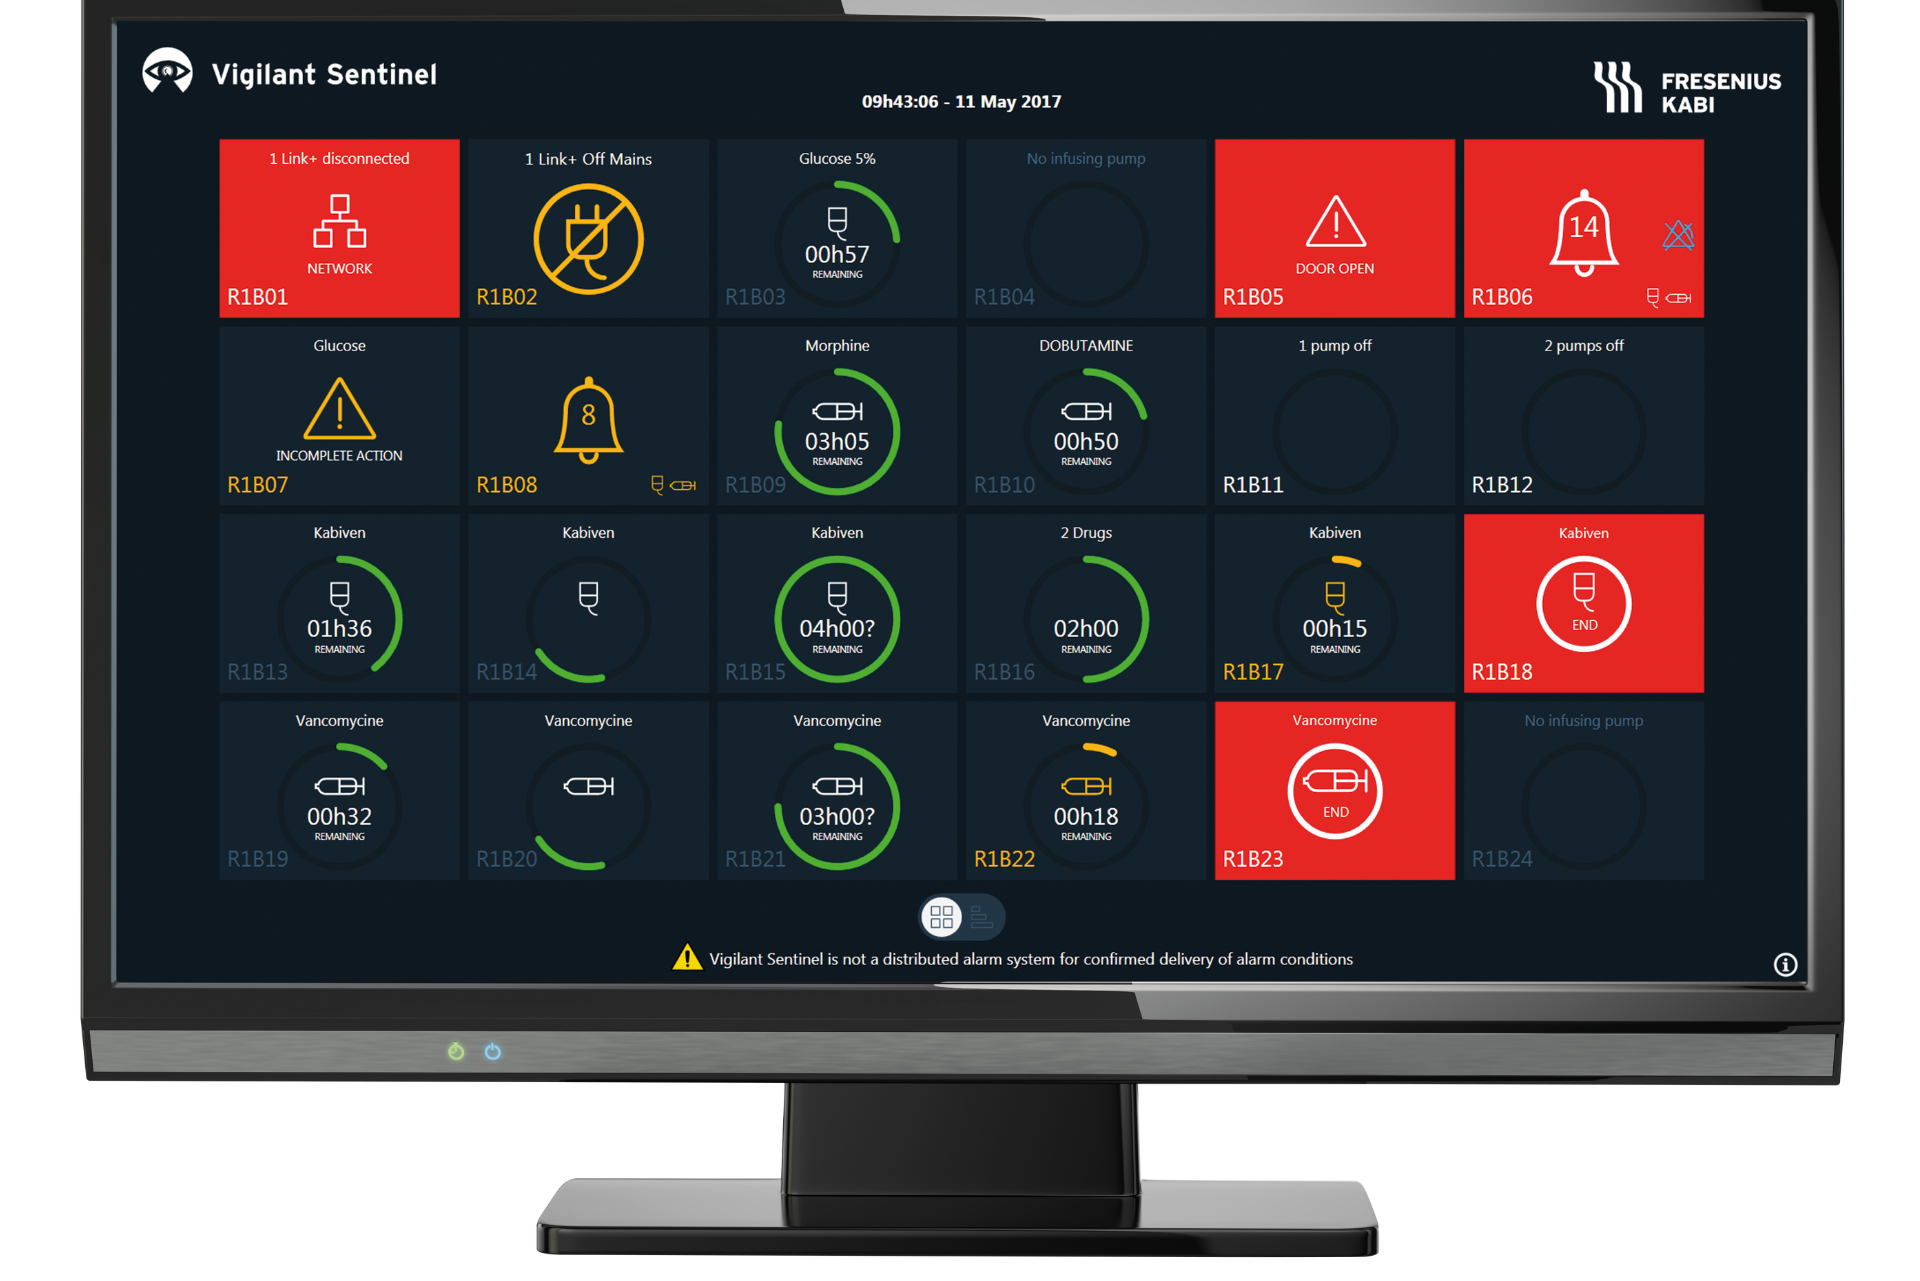 Vigilant Sentinel
FRESENIUS
KABI
09h43:06 - 11 May 2017
1 Link+ disconnected
NETWORK
R1B01
1 Link+ Off Mains
R1B02
Glucose 5%
00h57
REMAINING
R1B03
No infusing pump
R1B04
DOOR OPEN
R1B05
14
R1B06
Glucose
INCOMPLETE ACTION
R1B07
8
R1B08
Morphine
03h05
REMAINING
R1B09
DOBUTAMINE
00h50
REMAINING
R1B10
1 pump off
R1B11
2 pumps off
R1B12
Kabiven
01h36
REMAINING
R1B13
Kabiven
R1B14
Kabiven
04h00?
REMAINING
R1B15
2 Drugs
02h00
REMAINING
R1B16
Kabiven
00h15
REMAINING
R1B17
Kabiven
END
R1B18
Vancomycine
00h32
REMAINING
R1B19
Vancomycine
R1B20
Vancomycine
03h00?
REMAINING
R1B21
Vancomycine
00h18
REMAINING
R1B22
Vancomycine
END
R1B23
No infusing pump
R1B24
Vigilant Sentinel is not a distributed alarm system for confirmed delivery of alarm conditions